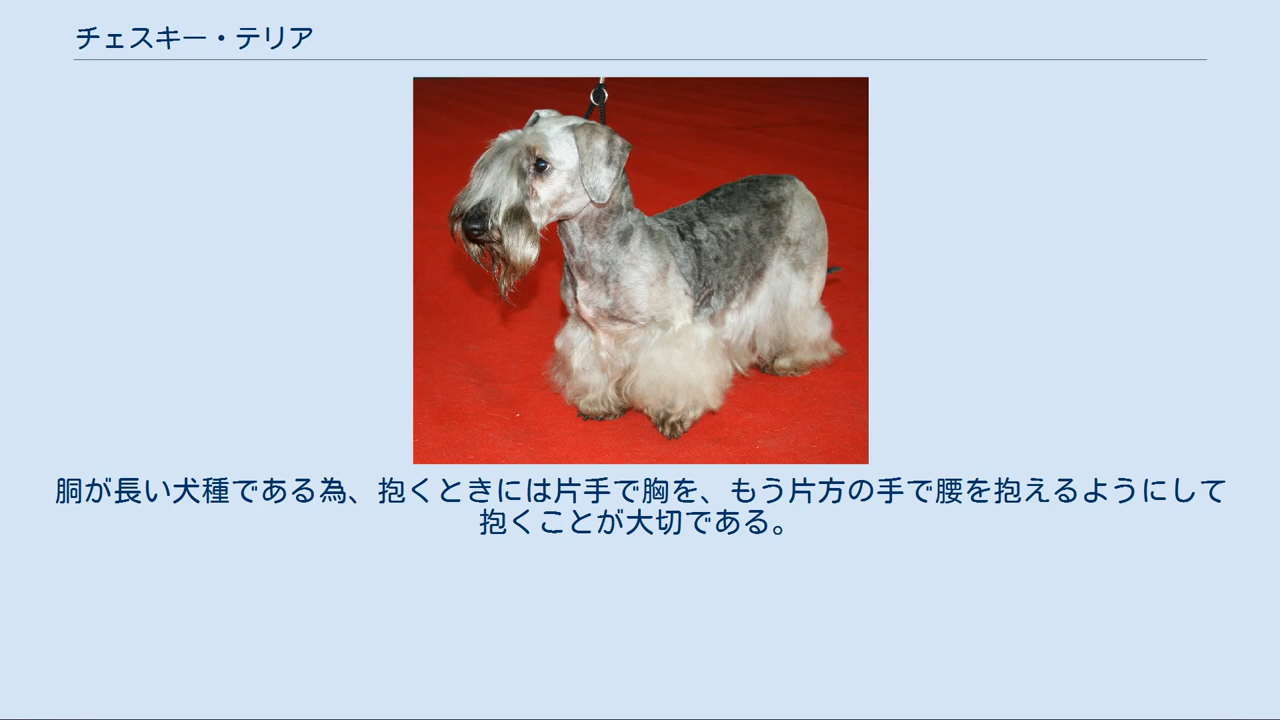 チェスキー・テリア
胴が長い犬種である為、抱くときには片手で胸を、もう片方の手で腰を抱えるようにして
抱くことが大切である。